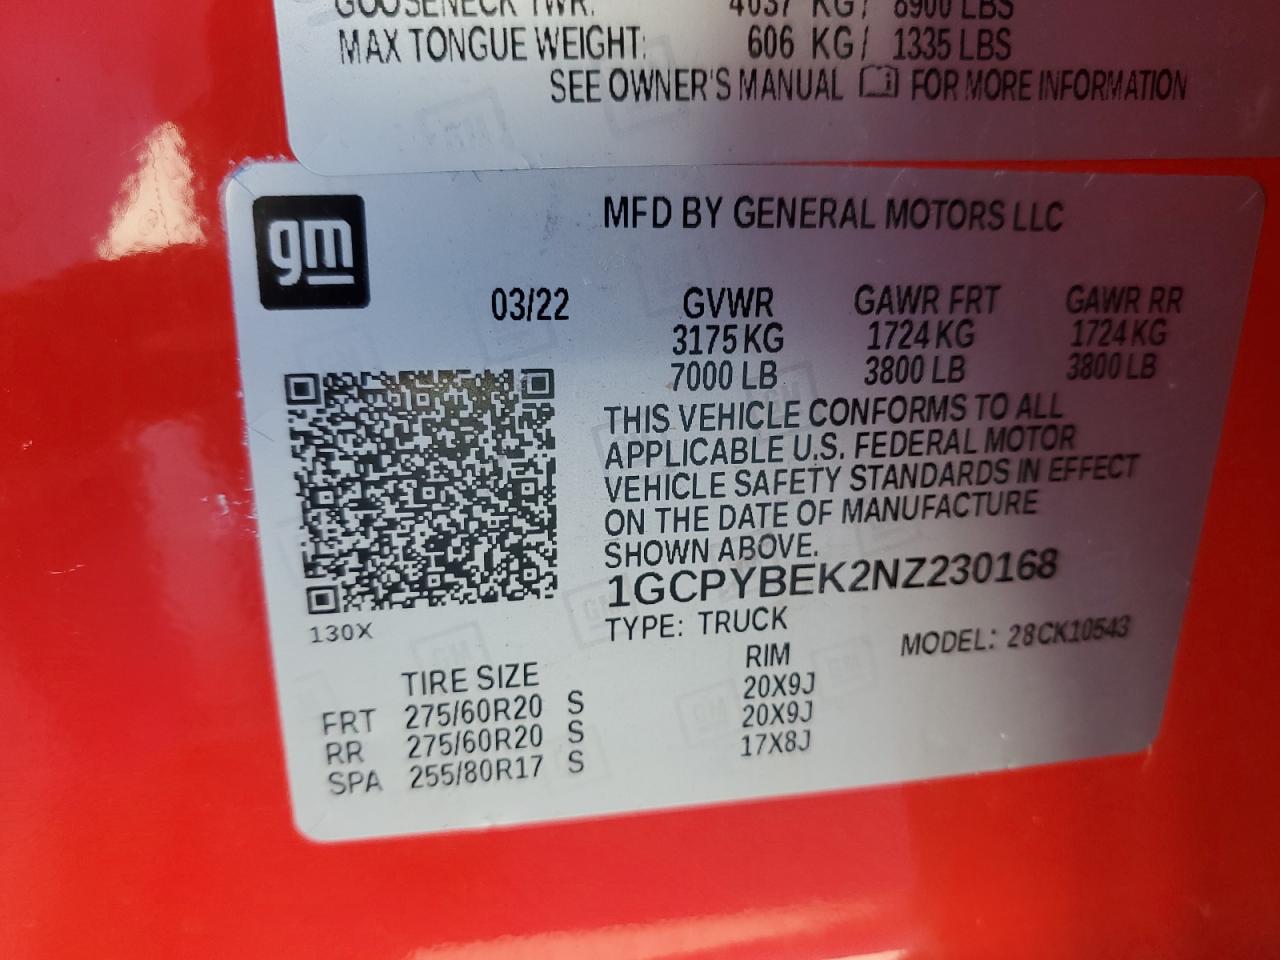 GOOSENECK TWR: 4037 KG/ 8900 LBS
MAX TONGUE WEIGHT: 606 KG/ 1335 LBS
SEE OWNER'S MANUAL FOR MORE INFORMATION
gm
MFD BY GENERAL MOTORS LLC
03/22 GVWR GAWR FRT GAWR RR
3175 KG 1724 KG 1724 KG
7000 LB 3800 LB 3800 LB
THIS VEHICLE CONFORMS TO ALL
APPLICABLE U.S. FEDERAL MOTOR
VEHICLE SAFETY STANDARDS IN EFFECT
ON THE DATE OF MANUFACTURE
SHOWN ABOVE.
1GCPYBEK2NZ230168
130X
TYPE: TRUCK MODEL: 28CK10543
TIRE SIZE RIM
FRT 275/60R20 S 20X9J
RR 275/60R20 S 20X9J
SPA 255/80R17 S 17X8J